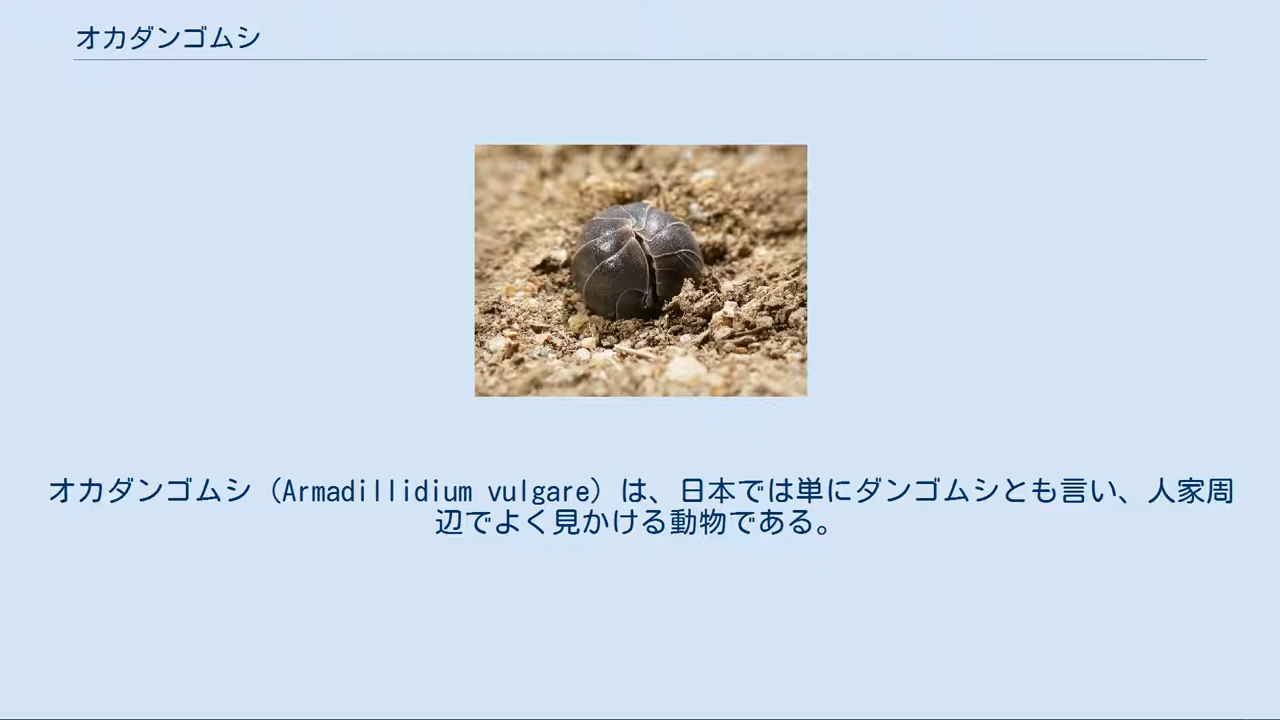 オカダンゴムシ
オカダンゴムシ（Armadillidium vulgare）は、日本では単にダンゴムシとも言い、人家周
辺でよく見かける動物である。